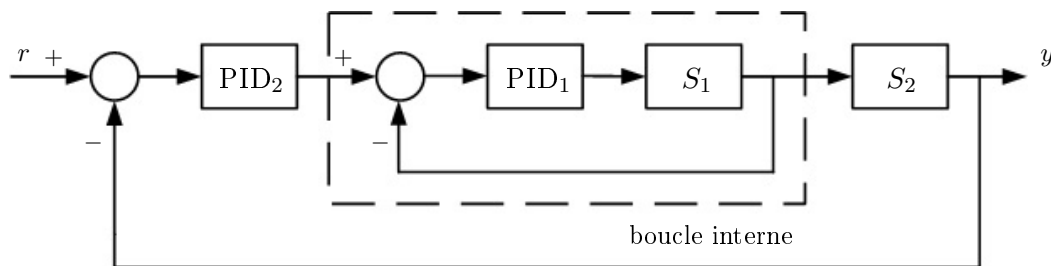 r + PID₂ + PID₁ S₁ S₂ y
− −
boucle interne